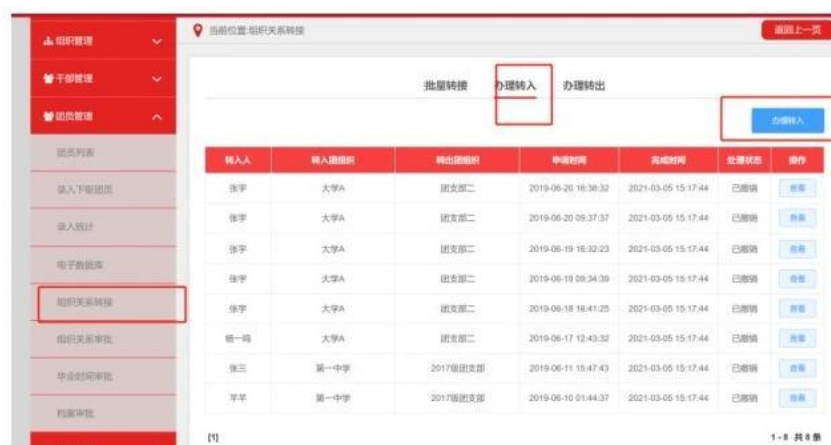 当前位置:组织关系转接
返回上一页
组织管理
干部管理
团员管理
团员列表
录入下级团员
录入统计
电子数据库
组织关系转接
组织关系审批
毕业时间审批
档案审批
批量转接 办理转入 办理转出
办理转入
转入人 转入团组织 转出团组织 申请时间 完成时间 处理状态 操作
张宇 大学A 团支部二 2019-06-20 16:38:32 2021-03-05 15:17:44 已撤销 查看
张宇 大学A 团支部二 2019-06-20 09:37:37 2021-03-05 15:17:44 已撤销 查看
张宇 大学A 团支部二 2019-06-19 16:32:23 2021-03-05 15:17:44 已撤销 查看
张宇 大学A 团支部二 2019-06-19 09:34:39 2021-03-05 15:17:44 已撤销 查看
张宇 大学A 团支部二 2019-06-18 16:41:25 2021-03-05 15:17:44 已撤销 查看
杨一鸣 大学A 团支部二 2019-06-17 12:43:32 2021-03-05 15:17:44 已撤销 查看
张三 第一中学 2017级团支部 2019-06-11 15:47:43 2021-03-05 15:17:44 已撤销 查看
芊芊 第一中学 2017级团支部 2019-06-10 01:44:37 2021-03-05 15:17:44 已撤销 查看
[1]
1-8 共8条